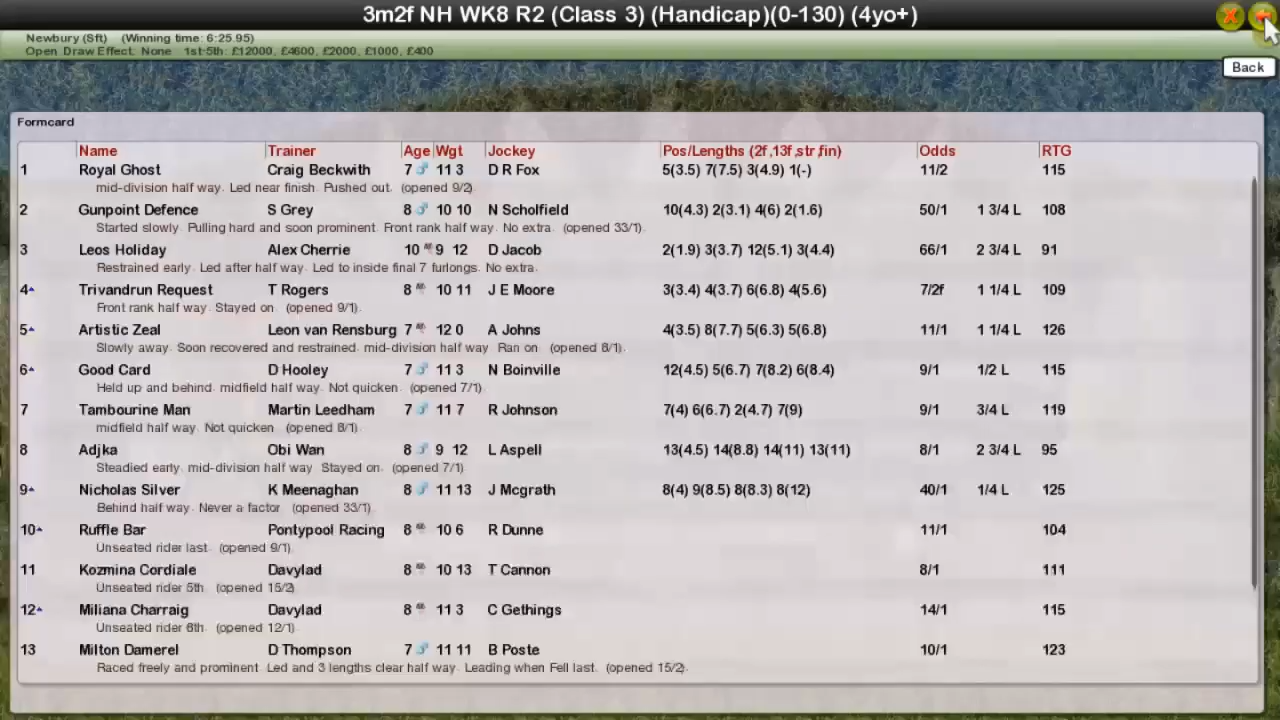 3m2f NH WK8 R2 (Class 3) (Handicap)(0-130) (4yo+)
Newbury (Sft) (Winning time: 6:25.95)
Open Draw Effect: None 1st-5th: £12000, £4600, £2000, £1000, £400
Back
Formcard
Name Trainer Age Wgt Jockey Pos/Lengths (2f,13f,str,fin) Odds RTG
1 Royal Ghost Craig Beckwith 7 11 3 D R Fox 5(3.5) 7(7.5) 3(4.9) 1(-) 11/2 115
mid-division half way. Led near finish. Pushed out. (opened 9/2).
2 Gunpoint Defence S Grey 8 10 10 N Scholfield 10(4.3) 2(3.1) 4(6) 2(1.6) 50/1 1 3/4 L 108
Started slowly. Pulling hard and soon prominent. Front rank half way. No extra. (opened 33/1).
3 Leos Holiday Alex Cherrie 10 9 12 D Jacob 2(1.9) 3(3.7) 12(5.1) 3(4.4) 66/1 2 3/4 L 91
Restrained early. Led after half way. Led to inside final 7 furlongs. No extra.
4 Trivandrun Request T Rogers 8 10 11 J E Moore 3(3.4) 4(3.7) 6(6.8) 4(5.6) 7/2f 1 1/4 L 109
Front rank half way. Stayed on. (opened 9/1).
5 Artistic Zeal Leon van Rensburg 7 12 0 A Johns 4(3.5) 8(7.7) 5(6.3) 5(6.8) 11/1 1 1/4 L 126
Slowly away. Soon recovered and restrained. mid-division half way. Ran on. (opened 8/1).
6 Good Card D Hooley 7 11 3 N Boinville 12(4.5) 5(6.7) 7(8.2) 6(8.4) 9/1 1/2 L 115
Held up and behind. midfield half way. Not quicken. (opened 7/1).
7 Tambourine Man Martin Leedham 7 11 7 R Johnson 7(4) 6(6.7) 2(4.7) 7(9) 9/1 3/4 L 119
midfield half way. Not quicken. (opened 8/1).
8 Adjka Obi Wan 8 9 12 L Aspell 13(4.5) 14(8.8) 14(11) 13(11) 8/1 2 3/4 L 95
Steadied early. mid-division half way. Stayed on. (opened 7/1).
9 Nicholas Silver K Meenaghan 8 11 13 J Mcgrath 8(4) 9(8.5) 8(8.3) 8(12) 40/1 1/4 L 125
Behind half way. Never a factor. (opened 33/1).
10 Ruffle Bar Pontypool Racing 8 10 6 R Dunne 11/1 104
Unseated rider last. (opened 9/1).
11 Kozmina Cordiale Davylad 8 10 13 T Cannon 8/1 111
Unseated rider 5th. (opened 15/2).
12 Miliana Charraig Davylad 8 11 3 C Gethings 14/1 115
Unseated rider 8th. (opened 12/1).
13 Milton Damerel D Thompson 7 11 11 B Poste 10/1 123
Raced freely and prominent. Led and 3 lengths clear half way. Leading when Fell last. (opened 15/2).